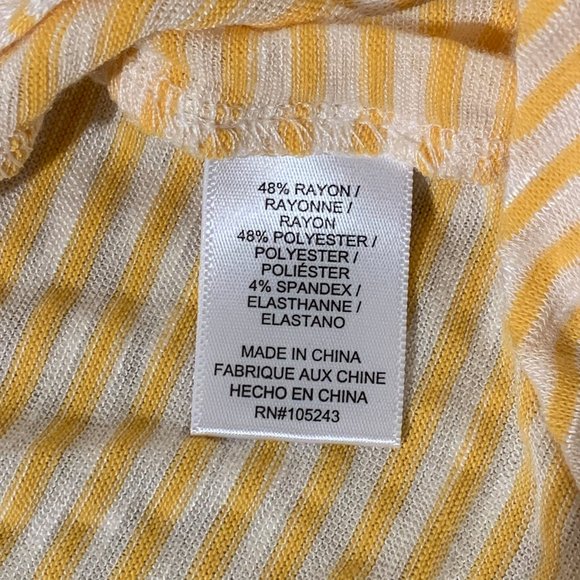 48% RAYON /
RAYONNE /
RAYON
48% POLYESTER /
POLYESTER /
POLIÉSTER
4% SPANDEX /
ELASTHANNE /
ELASTANO
MADE IN CHINA
FABRIQUE AUX CHINE
HECHO EN CHINA
RN#105243